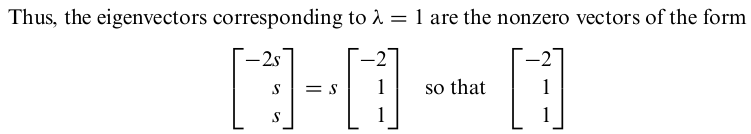 Thus, the eigenvectors corresponding to λ = 1 are the nonzero vectors of the form
[−2s s s] = s [−2 1 1] so that [−2 1 1]